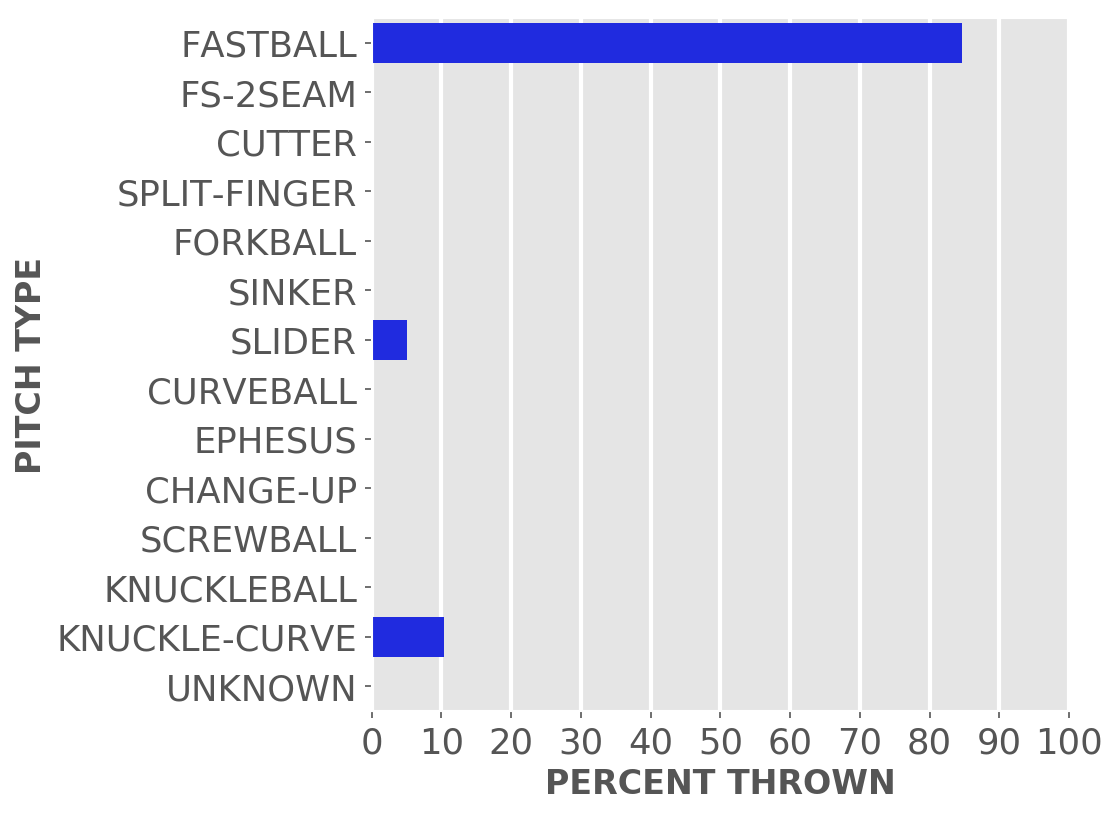 FASTBALL
FS-2SEAM
CUTTER
SPLIT-FINGER
FORKBALL
SINKER
SLIDER
CURVEBALL
EPHESUS
CHANGE-UP
SCREWBALL
KNUCKLEBALL
KNUCKLE-CURVE
UNKNOWN
PITCH TYPE
0 10 20 30 40 50 60 70 80 90 100
PERCENT THROWN